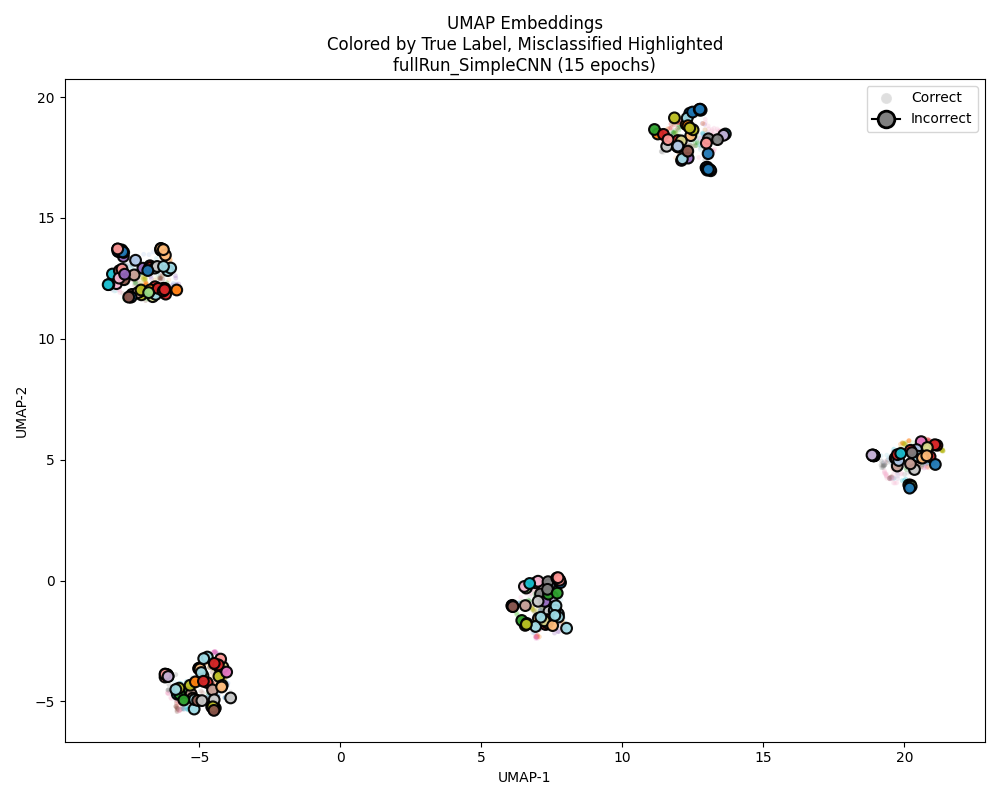 UMAP Embeddings
Colored by True Label, Misclassified Highlighted
fullRun_SimpleCNN (15 epochs)
Correct
Incorrect
20
15
10
5
0
−5
UMAP-2
−5
0
5
10
15
20
UMAP-1